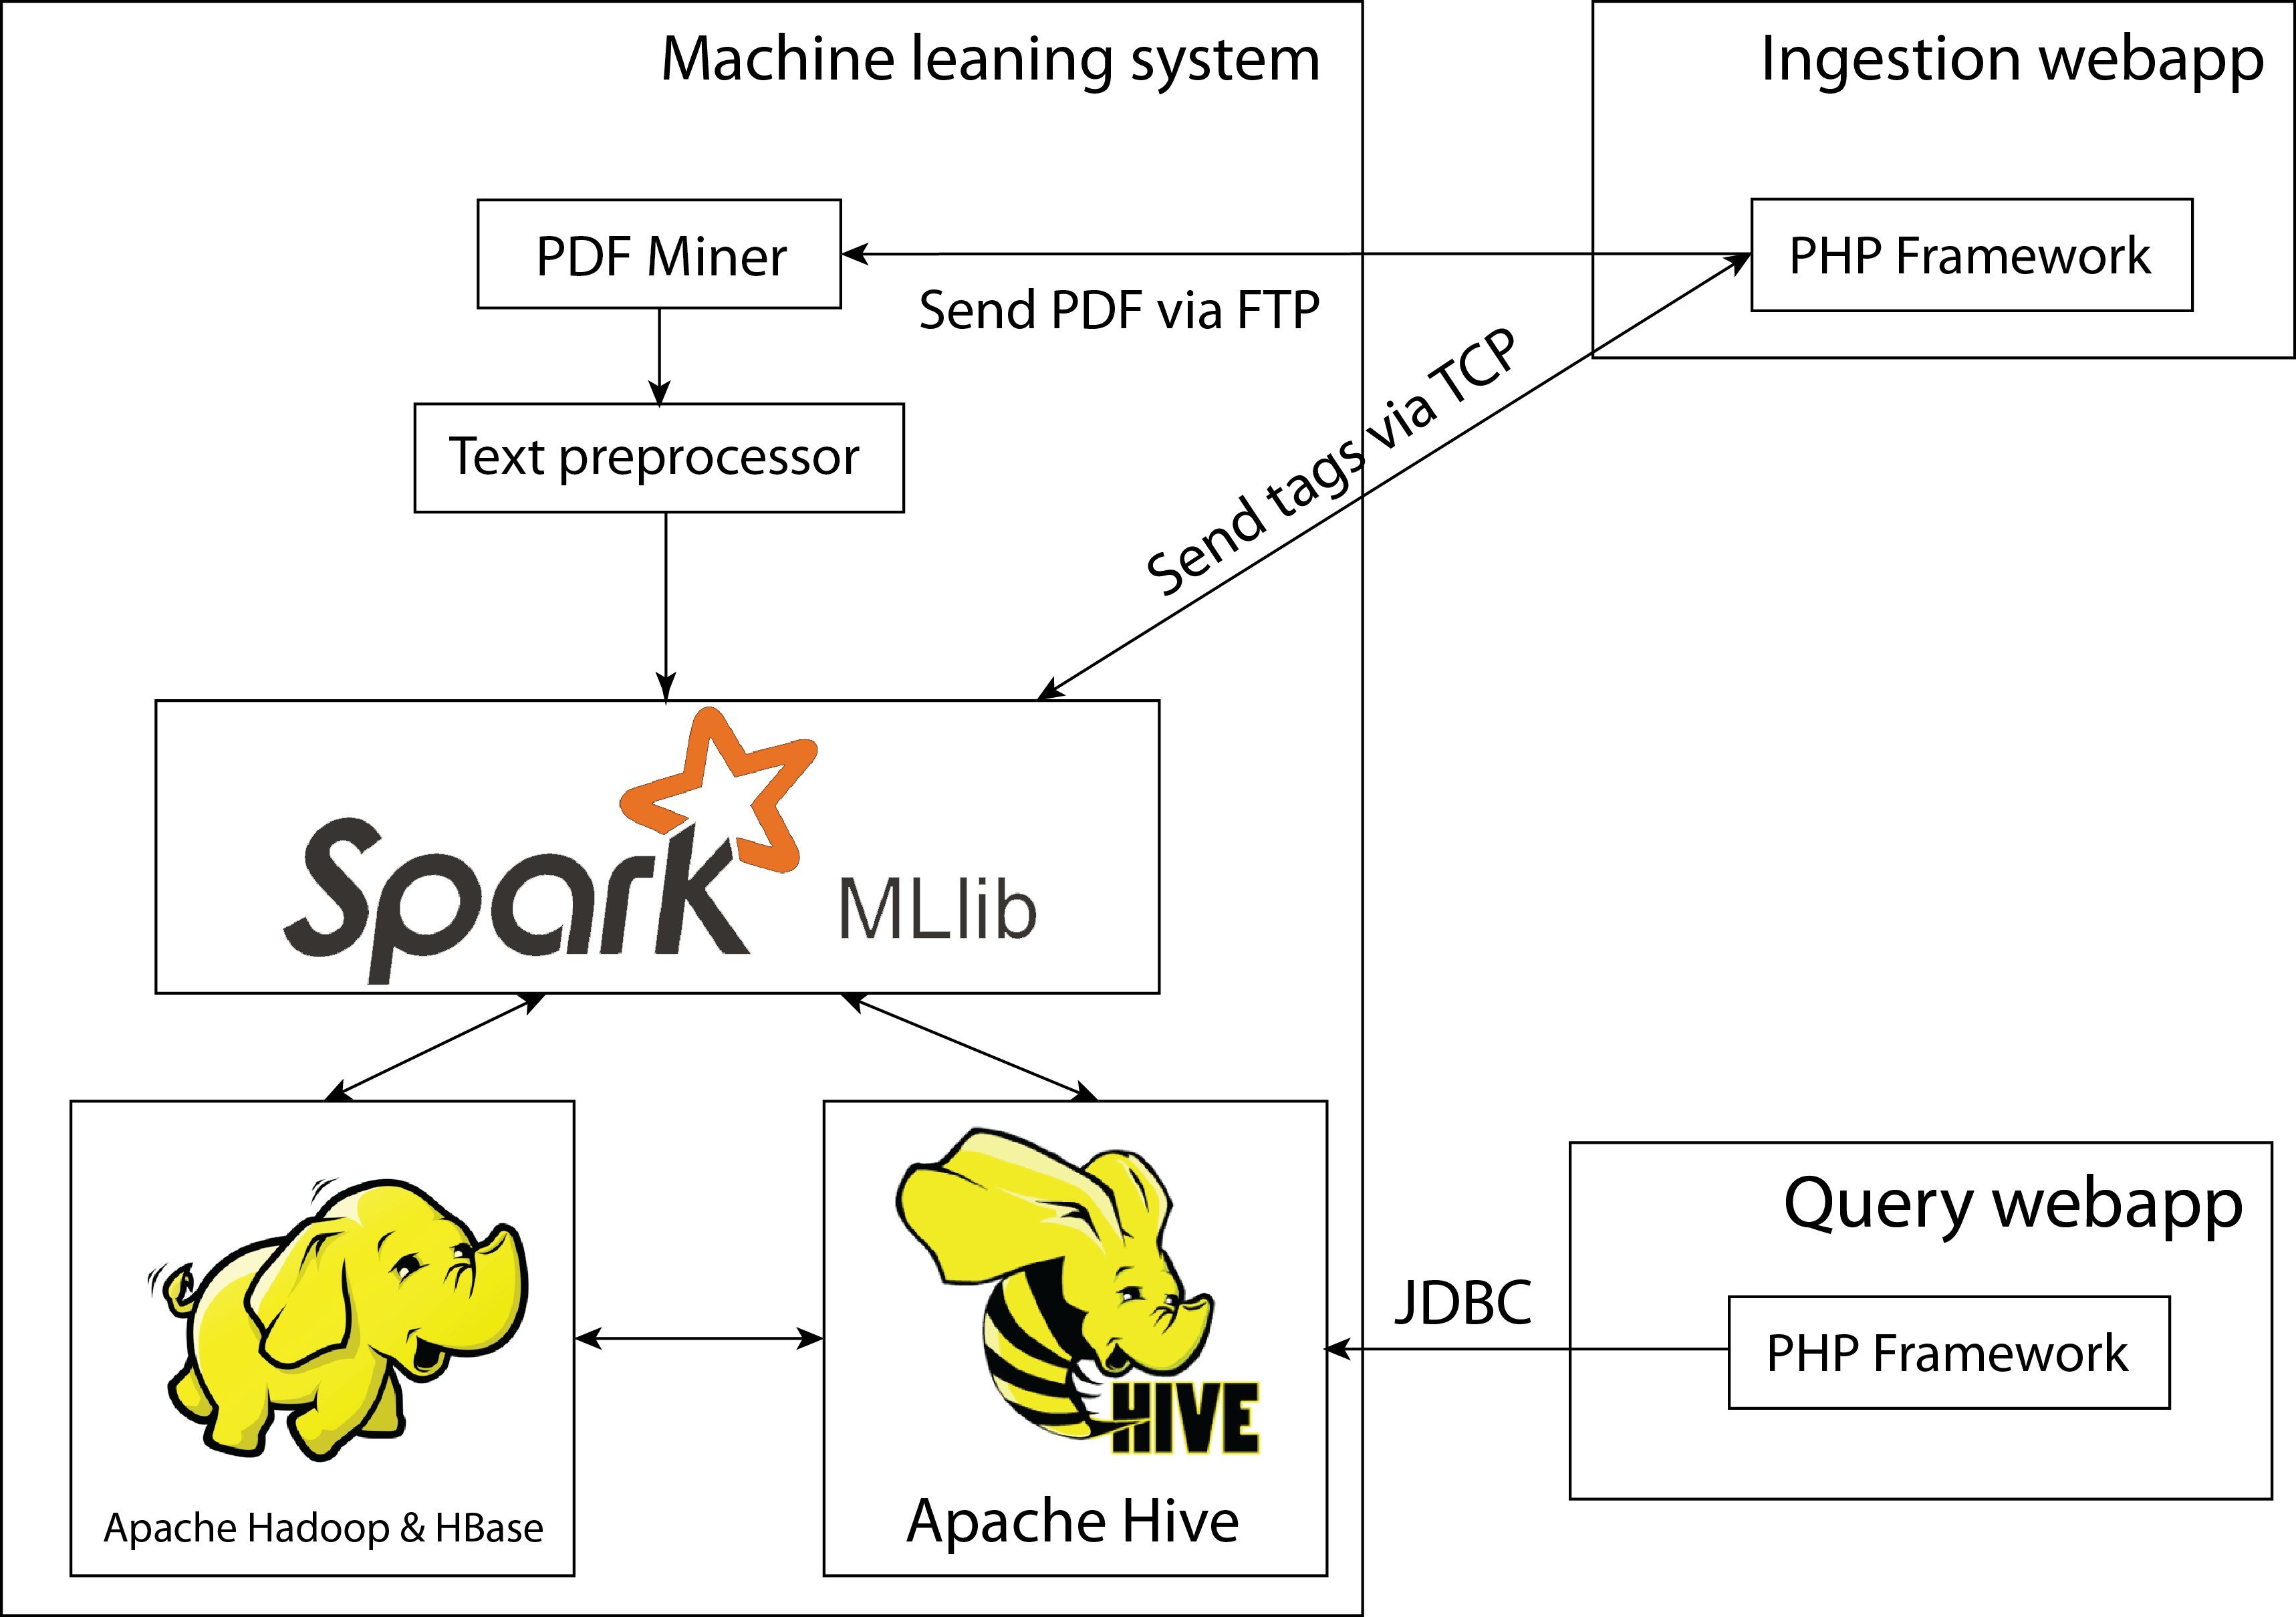 Machine leaning system
Ingestion webapp
PDF Miner
PHP Framework
Send PDF via FTP
Send tags via TCP
Text preprocessor
Spark MLlib
Query webapp
JDBC
PHP Framework
HIVE
Apache Hadoop & HBase
Apache Hive